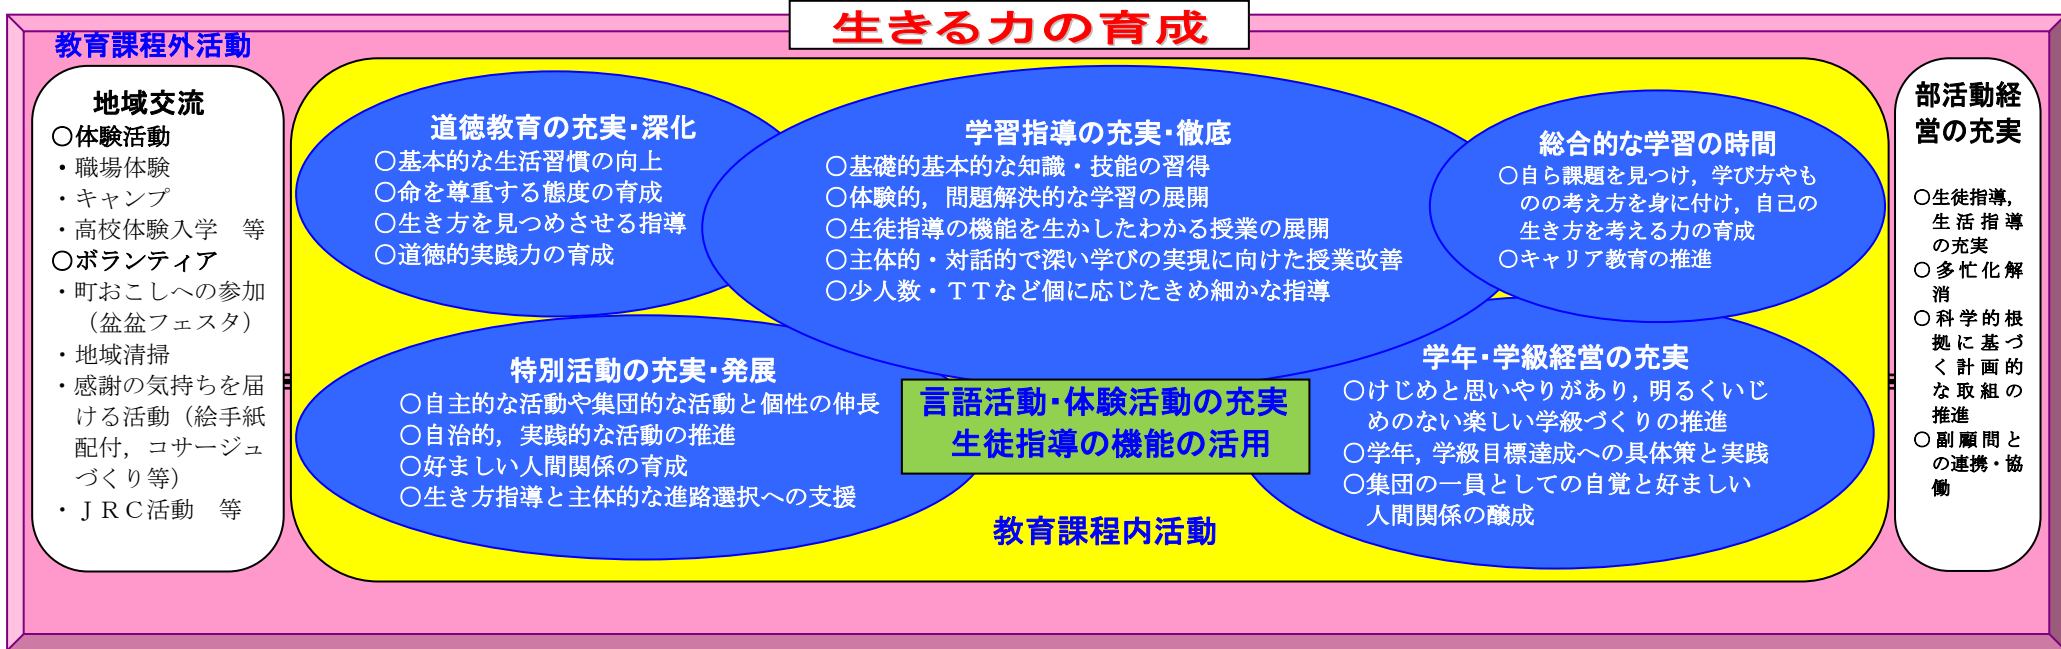 生きる力の育成
教育課程外活動
地域交流
○体験活動
・職場体験
・キャンプ
・高校体験入学　等
○ボランティア
・町おこしへの参加
（盆盆フェスタ）
・地域清掃
・感謝の気持ちを届
ける活動（絵手紙
配付，コサージュ
づくり等）
・ＪＲＣ活動　等
道徳教育の充実・深化
○基本的な生活習慣の向上
○命を尊重する態度の育成
○生き方を見つめさせる指導
○道徳的実践力の育成
学習指導の充実・徹底
○基礎的基本的な知識・技能の習得
○体験的，問題解決的な学習の展開
○生徒指導の機能を生かしたわかる授業の展開
○主体的・対話的で深い学びの実現に向けた授業改善
○少人数・ＴＴなど個に応じたきめ細かな指導
総合的な学習の時間
○自ら課題を見つけ，学び方やも
のの考え方を身に付け，自己の
生き方を考える力の育成
○キャリア教育の推進
特別活動の充実・発展
○自主的な活動や集団的な活動と個性の伸長
○自治的，実践的な活動の推進
○好ましい人間関係の育成
○生き方指導と主体的な進路選択への支援
言語活動・体験活動の充実
生徒指導の機能の活用
学年・学級経営の充実
○けじめと思いやりがあり，明るくいじ
めのない楽しい学級づくりの推進
○学年，学級目標達成への具体策と実践
○集団の一員としての自覚と好ましい
人間関係の醸成
教育課程内活動
部活動経
営の充実
○生徒指導，
生活指導
の充実
○多忙化解
消
○科学的根
拠に基づ
く計画的
な取組の
推進
○副顧問と
の連携・協
働